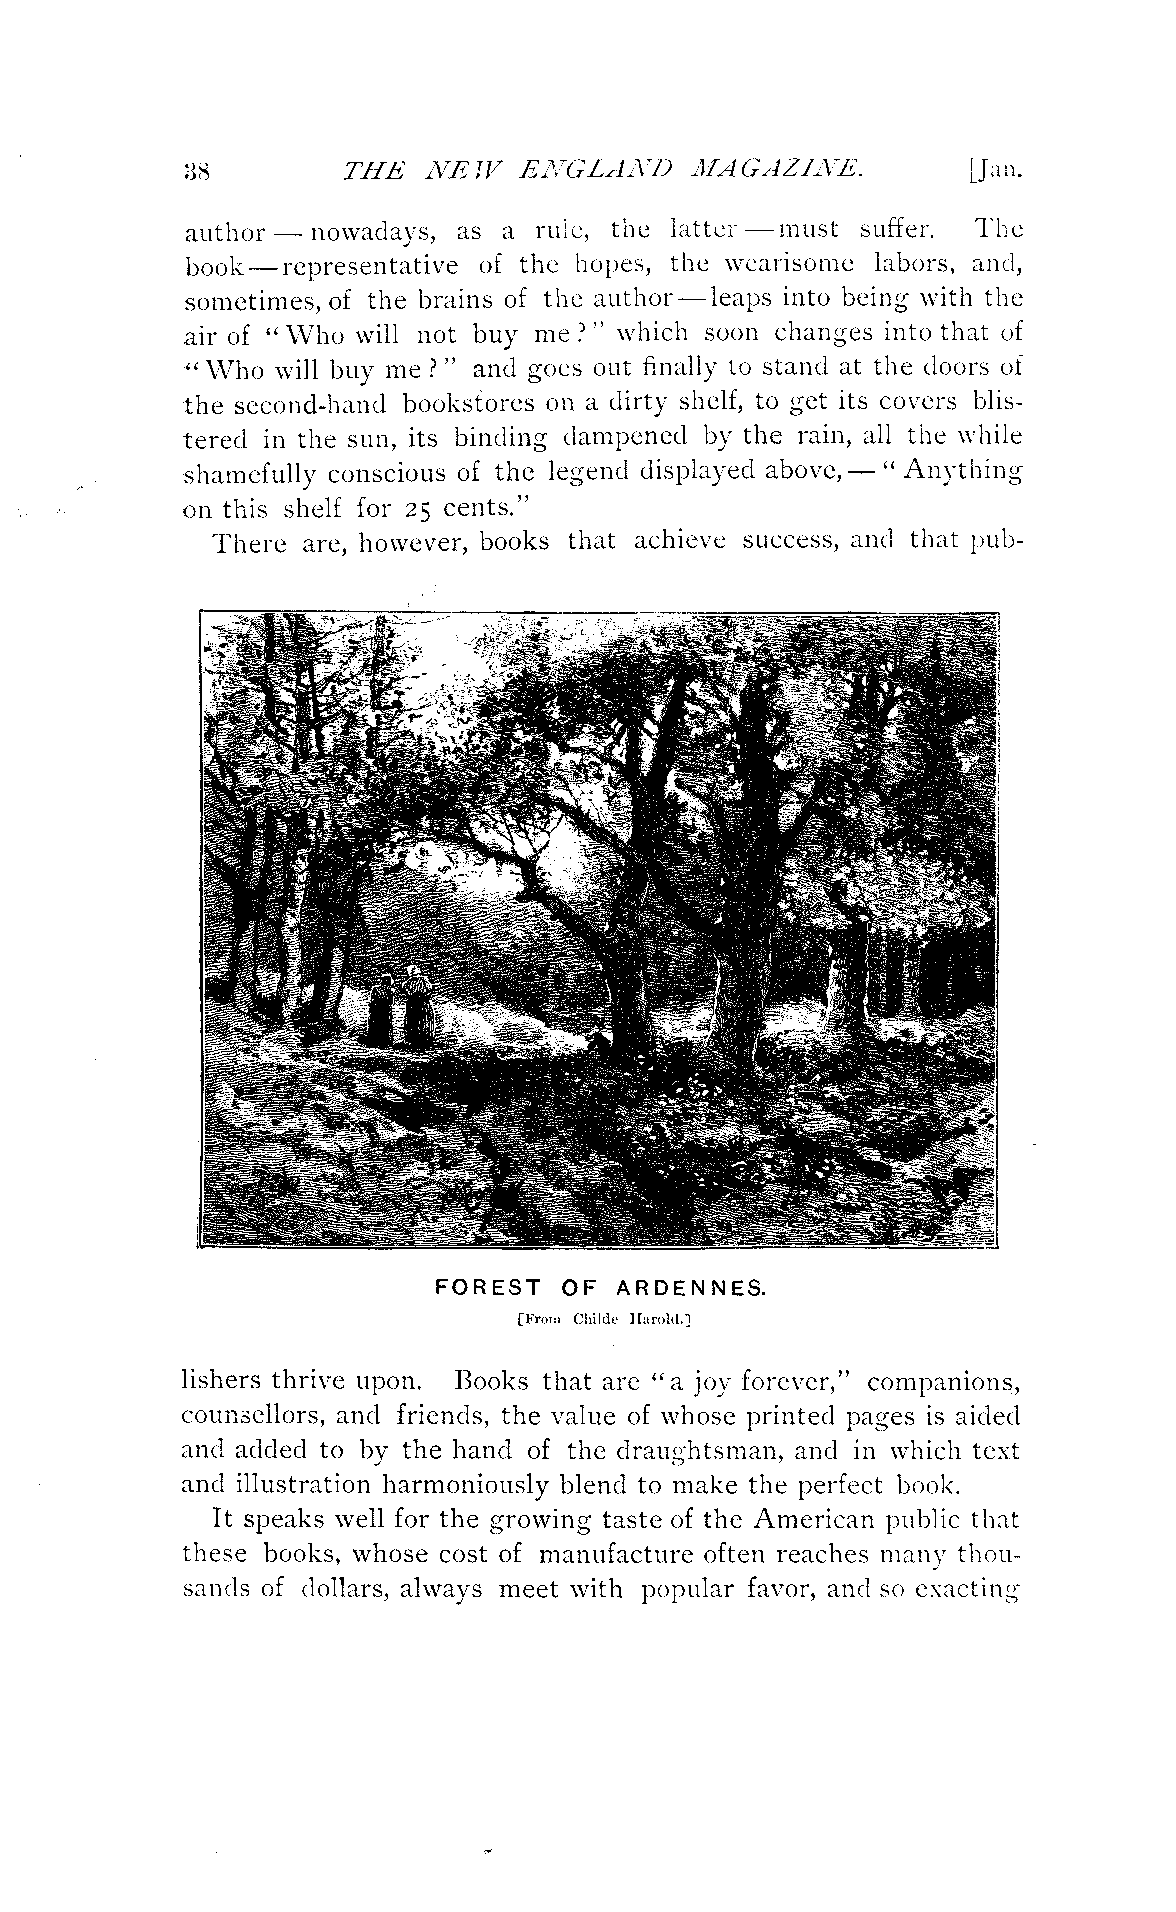 38 THE NEW ENGLAND MAGAZINE. [Jan.
author — nowadays, as a rule, the latter — must suffer. The
book — representative of the hopes, the wearisome labors, and,
sometimes, of the brains of the author — leaps into being with the
air of "Who will not buy me?" which soon changes into that of
"Who will buy me?" and goes out finally to stand at the doors of
the second-hand bookstores on a dirty shelf, to get its covers blis-
tered in the sun, its binding dampened by the rain, all the while
shamefully conscious of the legend displayed above, — "Anything
on this shelf for 25 cents."
There are, however, books that achieve success, and that pub-
FOREST OF ARDENNES.
[From Childe Harold.]
lishers thrive upon. Books that are "a joy forever," companions,
counsellors, and friends, the value of whose printed pages is aided
and added to by the hand of the draughtsman, and in which text
and illustration harmoniously blend to make the perfect book.
It speaks well for the growing taste of the American public that
these books, whose cost of manufacture often reaches many thou-
sands of dollars, always meet with popular favor, and so exacting